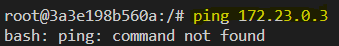 root@3a3e198b560a:/# ping 172.23.0.3
bash: ping: command not found